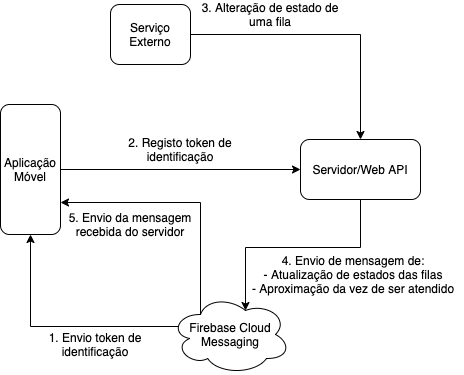 3. Alteração de estado de
uma fila
Serviço
Externo
2. Registo token de
identificação
Aplicação
Móvel
Servidor/Web API
5. Envio da mensagem
recebida do servidor
4. Envio de mensagem de:
- Atualização de estados das filas
- Aproximação da vez de ser atendido
1. Envio token de
identificação
Firebase Cloud
Messaging